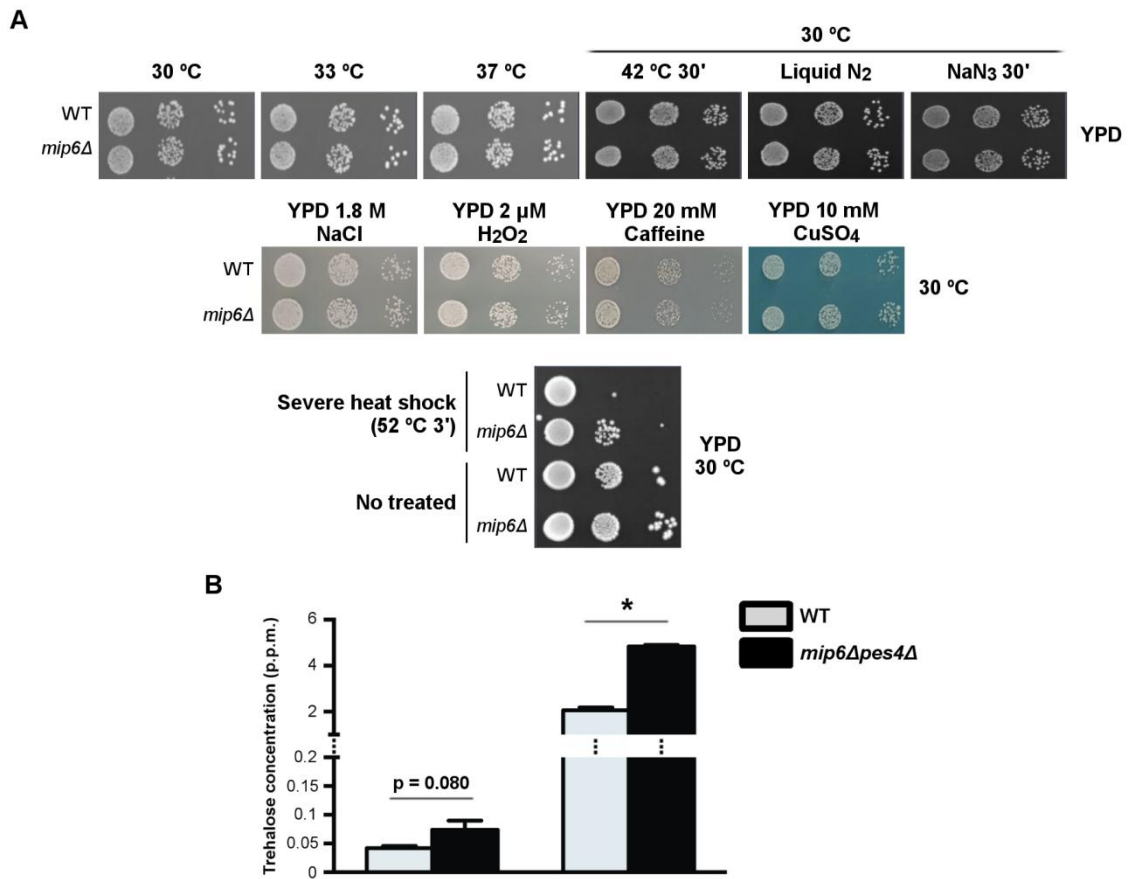 A
30 ºC
30 ºC 33 ºC 37 ºC 42 ºC 30' Liquid N₂ NaN₃ 30'
WT
mip6Δ
YPD
YPD 1.8 M NaCl
YPD 2 µM H₂O₂
YPD 20 mM Caffeine
YPD 10 mM CuSO₄
WT
mip6Δ
30 ºC
Severe heat shock
(52 ºC 3')
WT
mip6Δ
No treated
WT
mip6Δ
YPD
30 ºC
B
Trehalose concentration (p.p.m.)
6
4
2
0.2
0.15
0.1
0.05
0
p = 0.080
*
WT
mip6Δpes4Δ